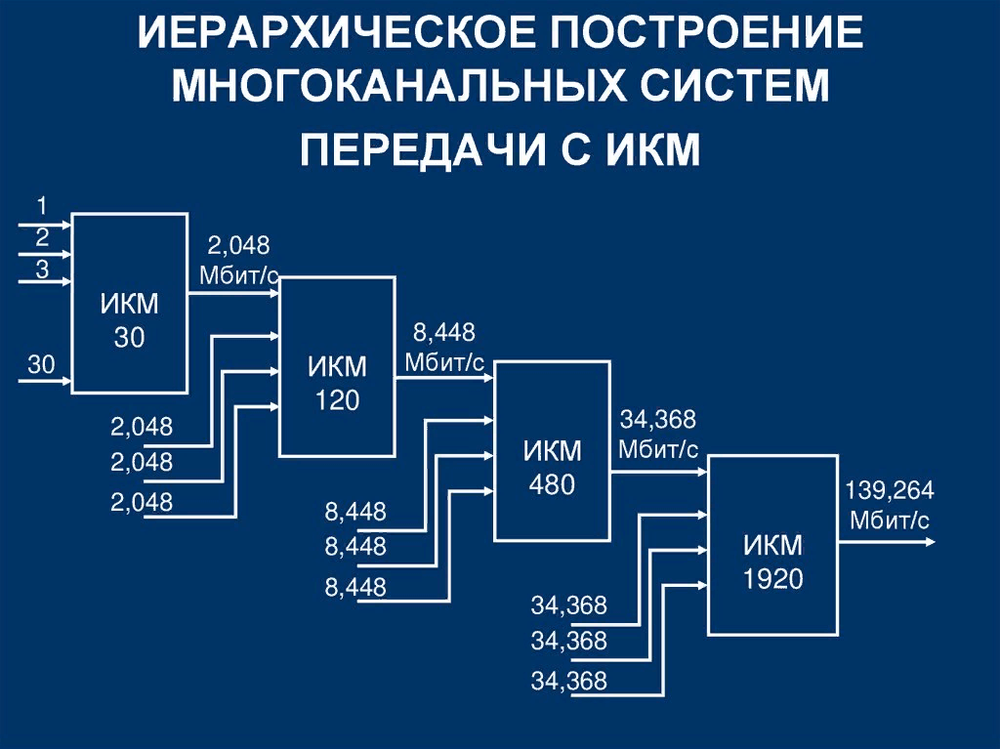 ИЕРАРХИЧЕСКОЕ ПОСТРОЕНИЕ
МНОГОКАНАЛЬНЫХ СИСТЕМ
ПЕРЕДАЧИ С ИКМ
1
2
3
30
ИКМ
30
2,048
Мбит/с
2,048
2,048
2,048
ИКМ
120
8,448
Мбит/с
8,448
8,448
8,448
ИКМ
480
34,368
Мбит/с
34,368
34,368
34,368
ИКМ
1920
139,264
Мбит/с